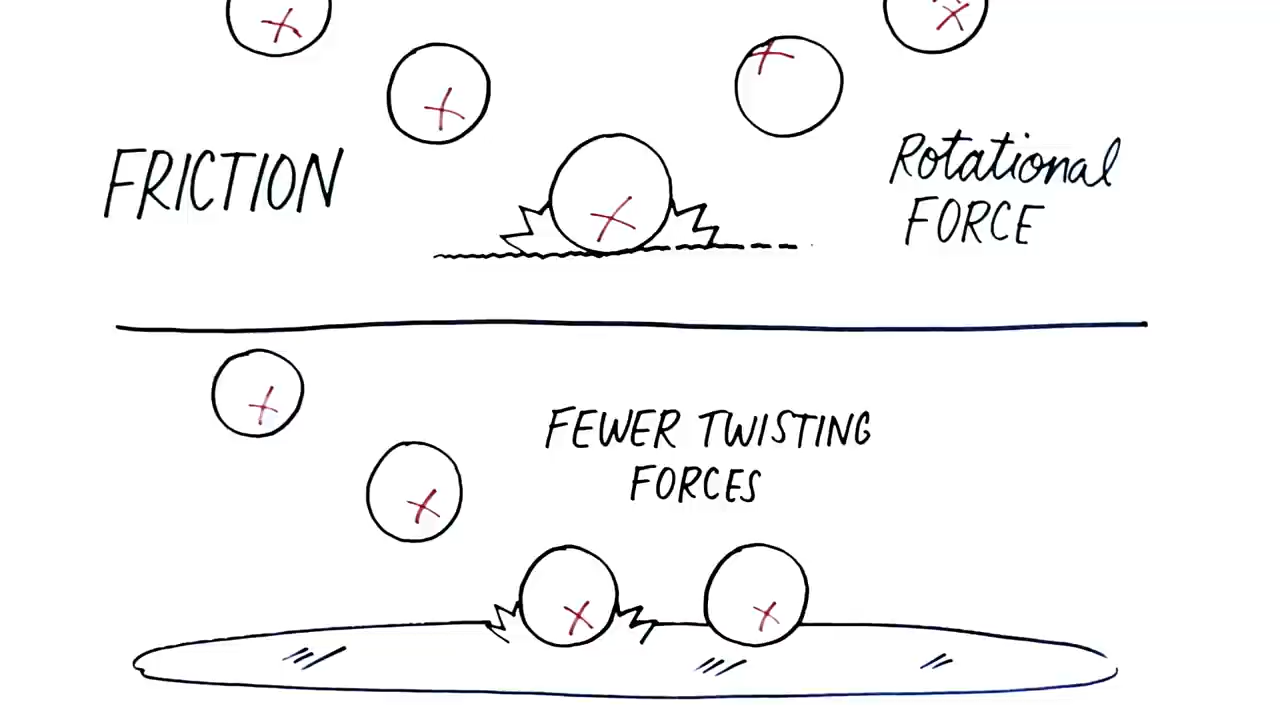 FRICTION
Rotational
FORCE
FEWER TWISTING
FORCES